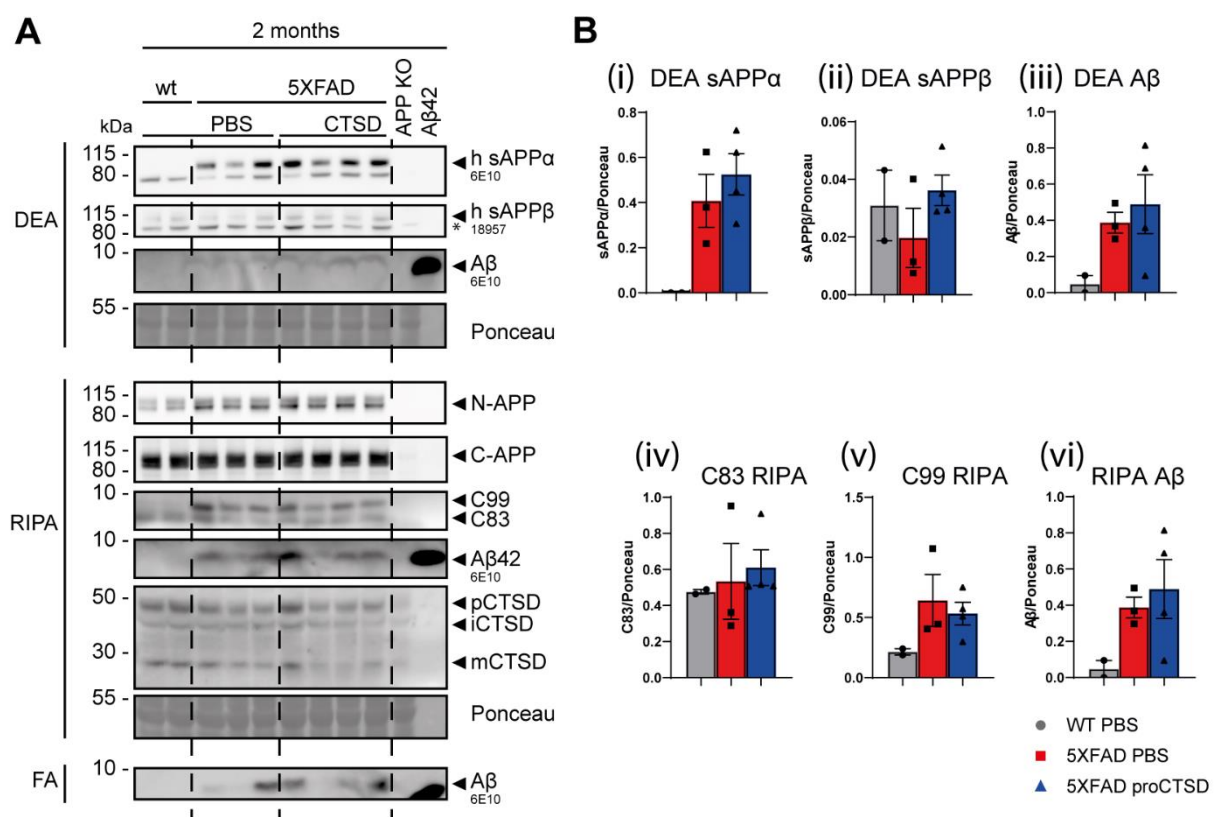 A
2 months
wt
5XFAD
APP KO
Aβ42
kDa
PBS
CTSD
DEA
115 -
80 -
h sAPPα
6E10
115 -
80 -
h sAPPβ
* 18957
10 -
Aβ
6E10
55 -
Ponceau
RIPA
115 -
80 -
N-APP
115 -
80 -
C-APP
10 -
C99
C83
10 -
Aβ42
6E10
50 -
pCTSD
iCTSD
30 -
mCTSD
55 -
Ponceau
FA
10 -
Aβ
6E10
B
(i) DEA sAPPα
sAPPα/Ponceau
0.8
0.6
0.4
0.2
0.0
(ii) DEA sAPPβ
sAPPβ/Ponceau
0.06
0.04
0.02
0.00
(iii) DEA Aβ
Aβ/Ponceau
1.0
0.8
0.6
0.4
0.2
0.0
(iv) C83 RIPA
C83/Ponceau
1.0
0.8
0.6
0.4
0.2
0.0
(v) C99 RIPA
C99/Ponceau
1.5
1.0
0.5
0.0
(vi) RIPA Aβ
Aβ/Ponceau
1.0
0.8
0.6
0.4
0.2
0.0
WT PBS
5XFAD PBS
5XFAD proCTSD